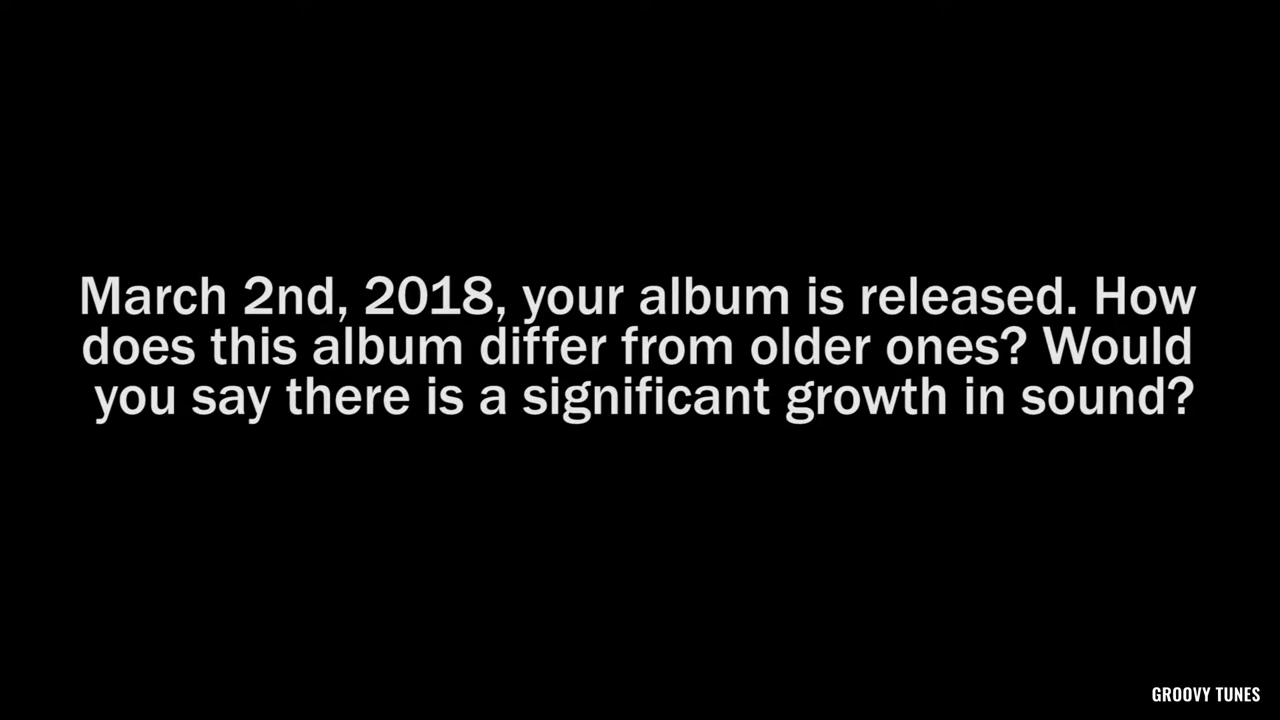 March 2nd, 2018, your album is released. How
does this album differ from older ones? Would
you say there is a significant growth in sound?
GROOVY TUNES